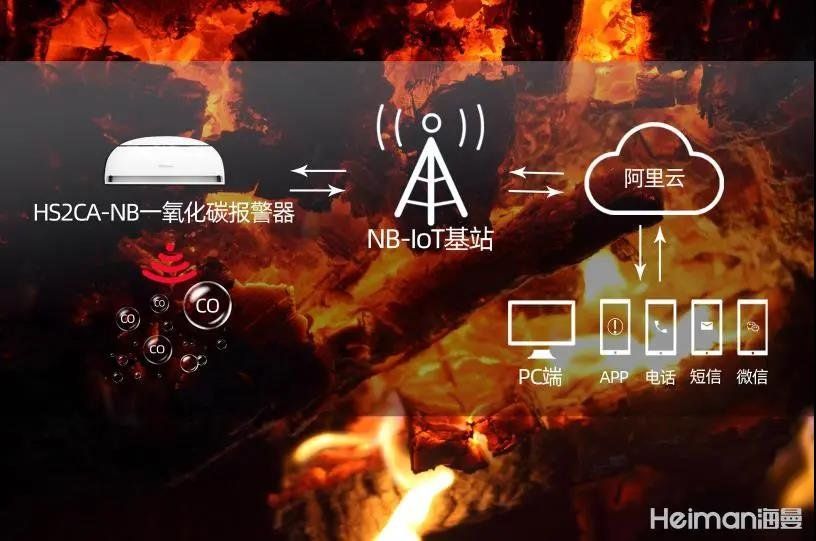 阿里云
HS2CA-NB一氧化碳报警器
NB-IoT基站
CO
CO
CO
CO
PC端
APP
电话
短信
微信
Heiman海曼